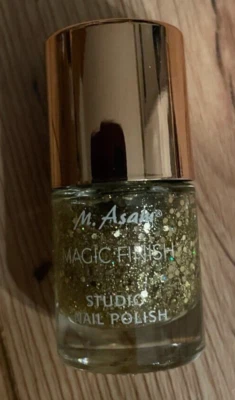 M. Asam®
MAGIC FINISH
STUDIO
NAIL POLISH